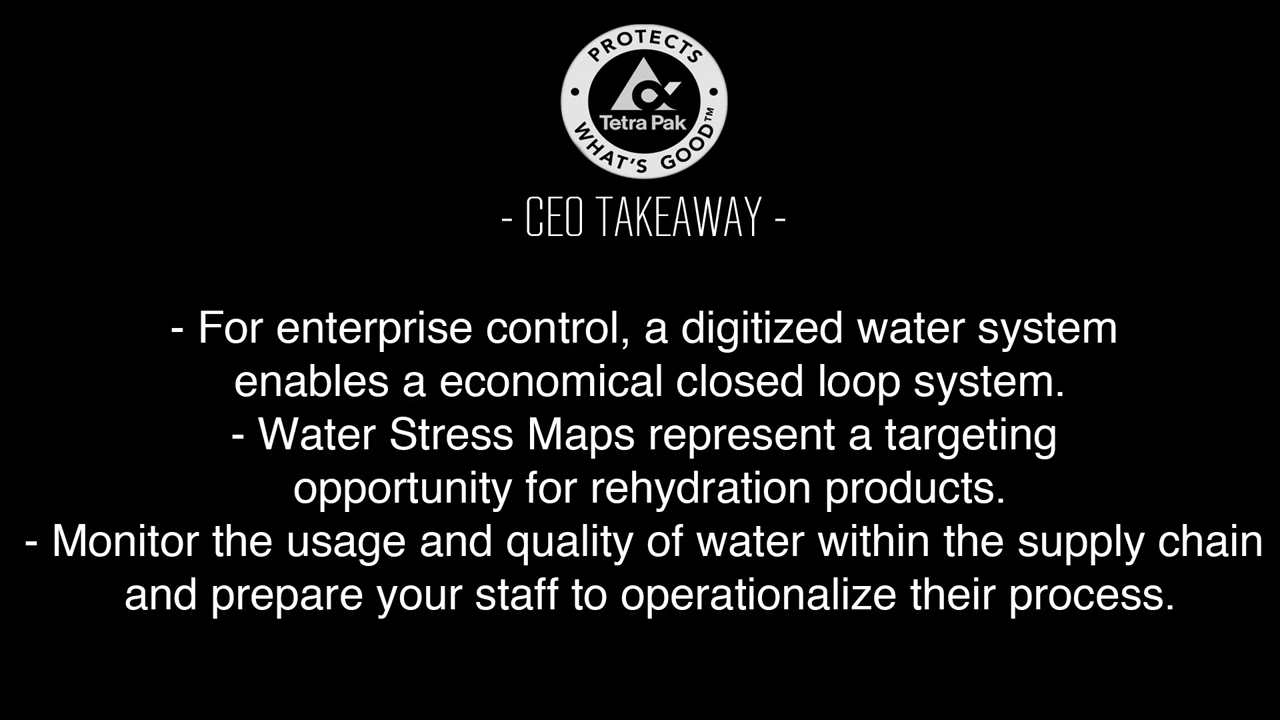 PROTECTS
Tetra Pak
WHAT'S GOOD™
- CEO TAKEAWAY -
- For enterprise control, a digitized water system
enables a economical closed loop system.
- Water Stress Maps represent a targeting
opportunity for rehydration products.
- Monitor the usage and quality of water within the supply chain
and prepare your staff to operationalize their process.